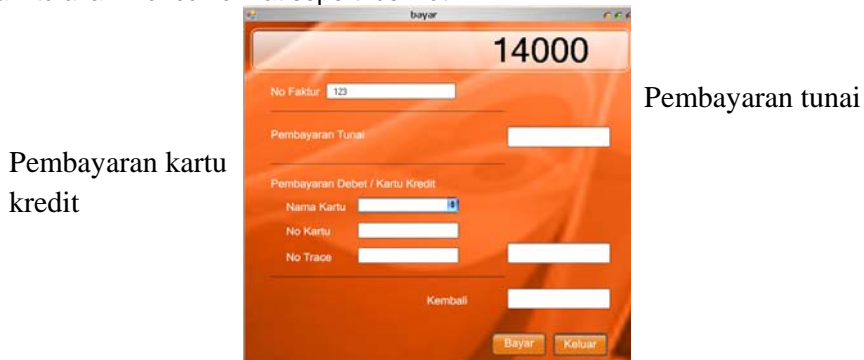 bayar
14000
No Faktur 123
Pembayaran tunai
Pembayaran Tunai
Pembayaran kartu
kredit
Pembayaran Debet / Kartu Kredit
Nama Kartu
No Kartu
No Trace
Kembali
Bayar Keluar